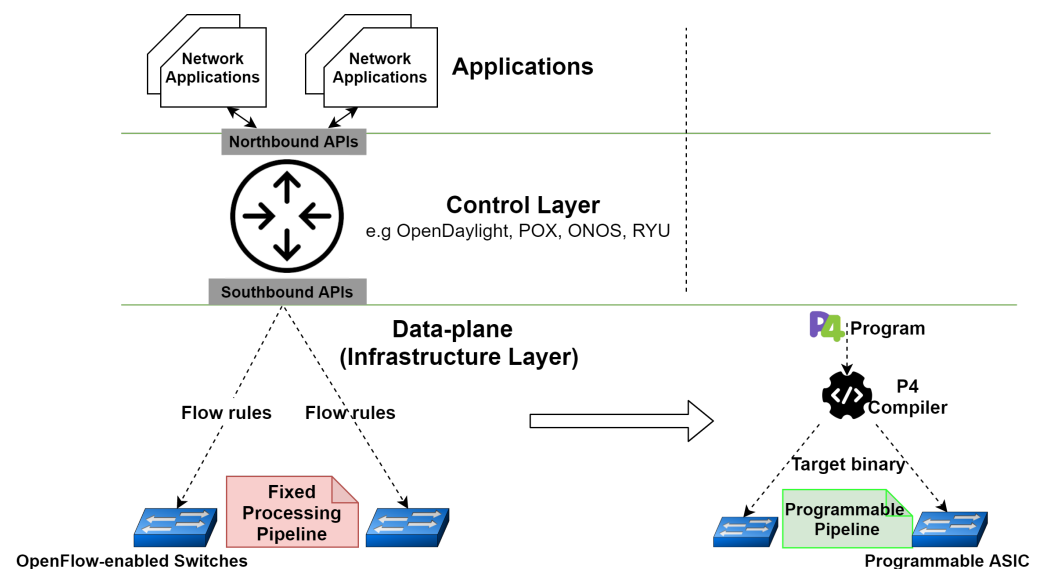 Network
Applications
Network
Applications
Applications
Northbound APIs
Control Layer
e.g OpenDaylight, POX, ONOS, RYU
Southbound APIs
Data-plane
(Infrastructure Layer)
P4 Program
P4
Compiler
Flow rules
Flow rules
Target binary
Fixed
Processing
Pipeline
Programmable
Pipeline
OpenFlow-enabled Switches
Programmable ASIC